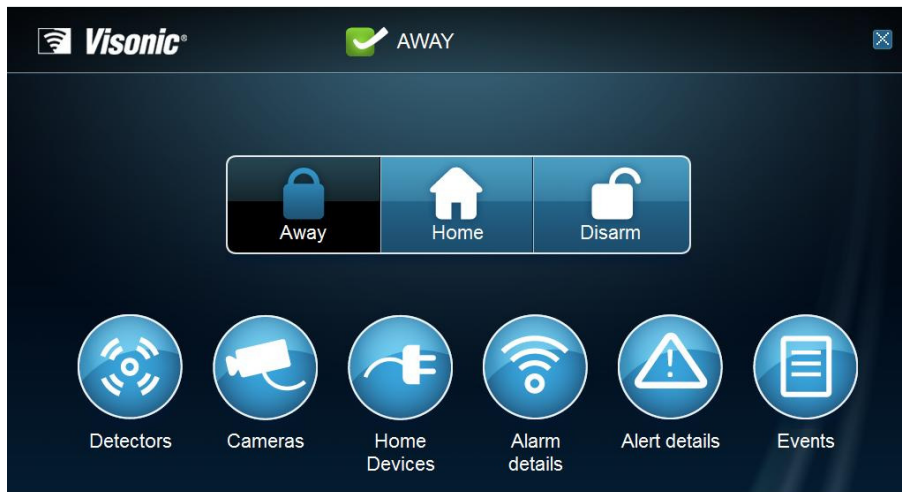 Visonic®
AWAY
Away
Home
Disarm
Detectors
Cameras
Home
Devices
Alarm
details
Alert details
Events